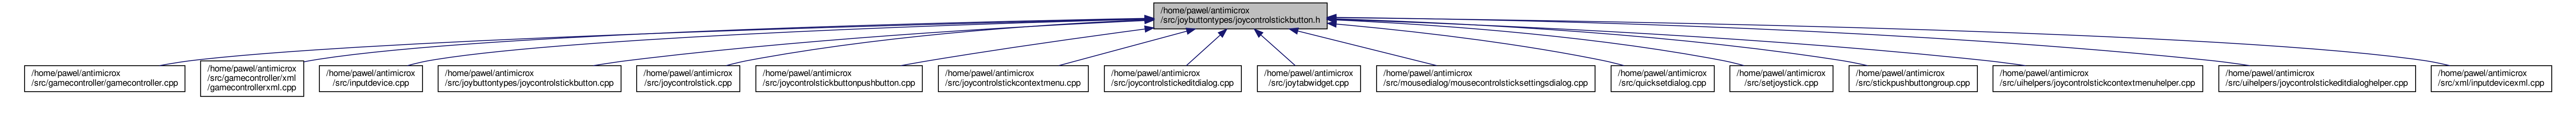 /home/pawel/antimicrox
/src/joybuttontypes/joycontrolstickbutton.h
/home/pawel/antimicrox
/src/gamecontroller/gamecontroller.cpp
/home/pawel/antimicrox
/src/gamecontroller/xml
/gamecontrollerxml.cpp
/home/pawel/antimicrox
/src/inputdevice.cpp
/home/pawel/antimicrox
/src/joybuttontypes/joycontrolstickbutton.cpp
/home/pawel/antimicrox
/src/joycontrolstick.cpp
/home/pawel/antimicrox
/src/joycontrolstickbuttonpushbutton.cpp
/home/pawel/antimicrox
/src/joycontrolstickcontextmenu.cpp
/home/pawel/antimicrox
/src/joycontrolstickeditdialog.cpp
/home/pawel/antimicrox
/src/joytabwidget.cpp
/home/pawel/antimicrox
/src/mousedialog/mousecontrolsticksettingsdialog.cpp
/home/pawel/antimicrox
/src/quicksetdialog.cpp
/home/pawel/antimicrox
/src/setjoystick.cpp
/home/pawel/antimicrox
/src/stickpushbuttongroup.cpp
/home/pawel/antimicrox
/src/uihelpers/joycontrolstickcontextmenuhelper.cpp
/home/pawel/antimicrox
/src/uihelpers/joycontrolstickeditdialoghelper.cpp
/home/pawel/antimicrox
/src/xml/inputdevicexml.cpp